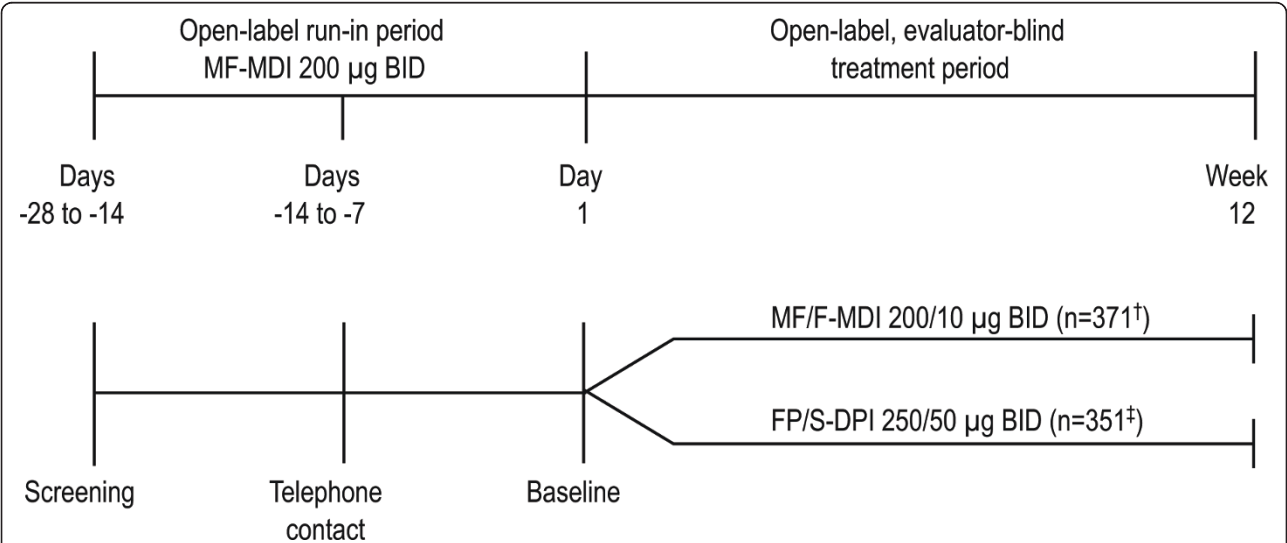 Open-label run-in period
MF-MDI 200 µg BID
Open-label, evaluator-blind
treatment period
Days
-28 to -14
Days
-14 to -7
Day
1
Week
12
MF/F-MDI 200/10 µg BID (n=371†)
FP/S-DPI 250/50 µg BID (n=351‡)
Screening
Telephone
contact
Baseline